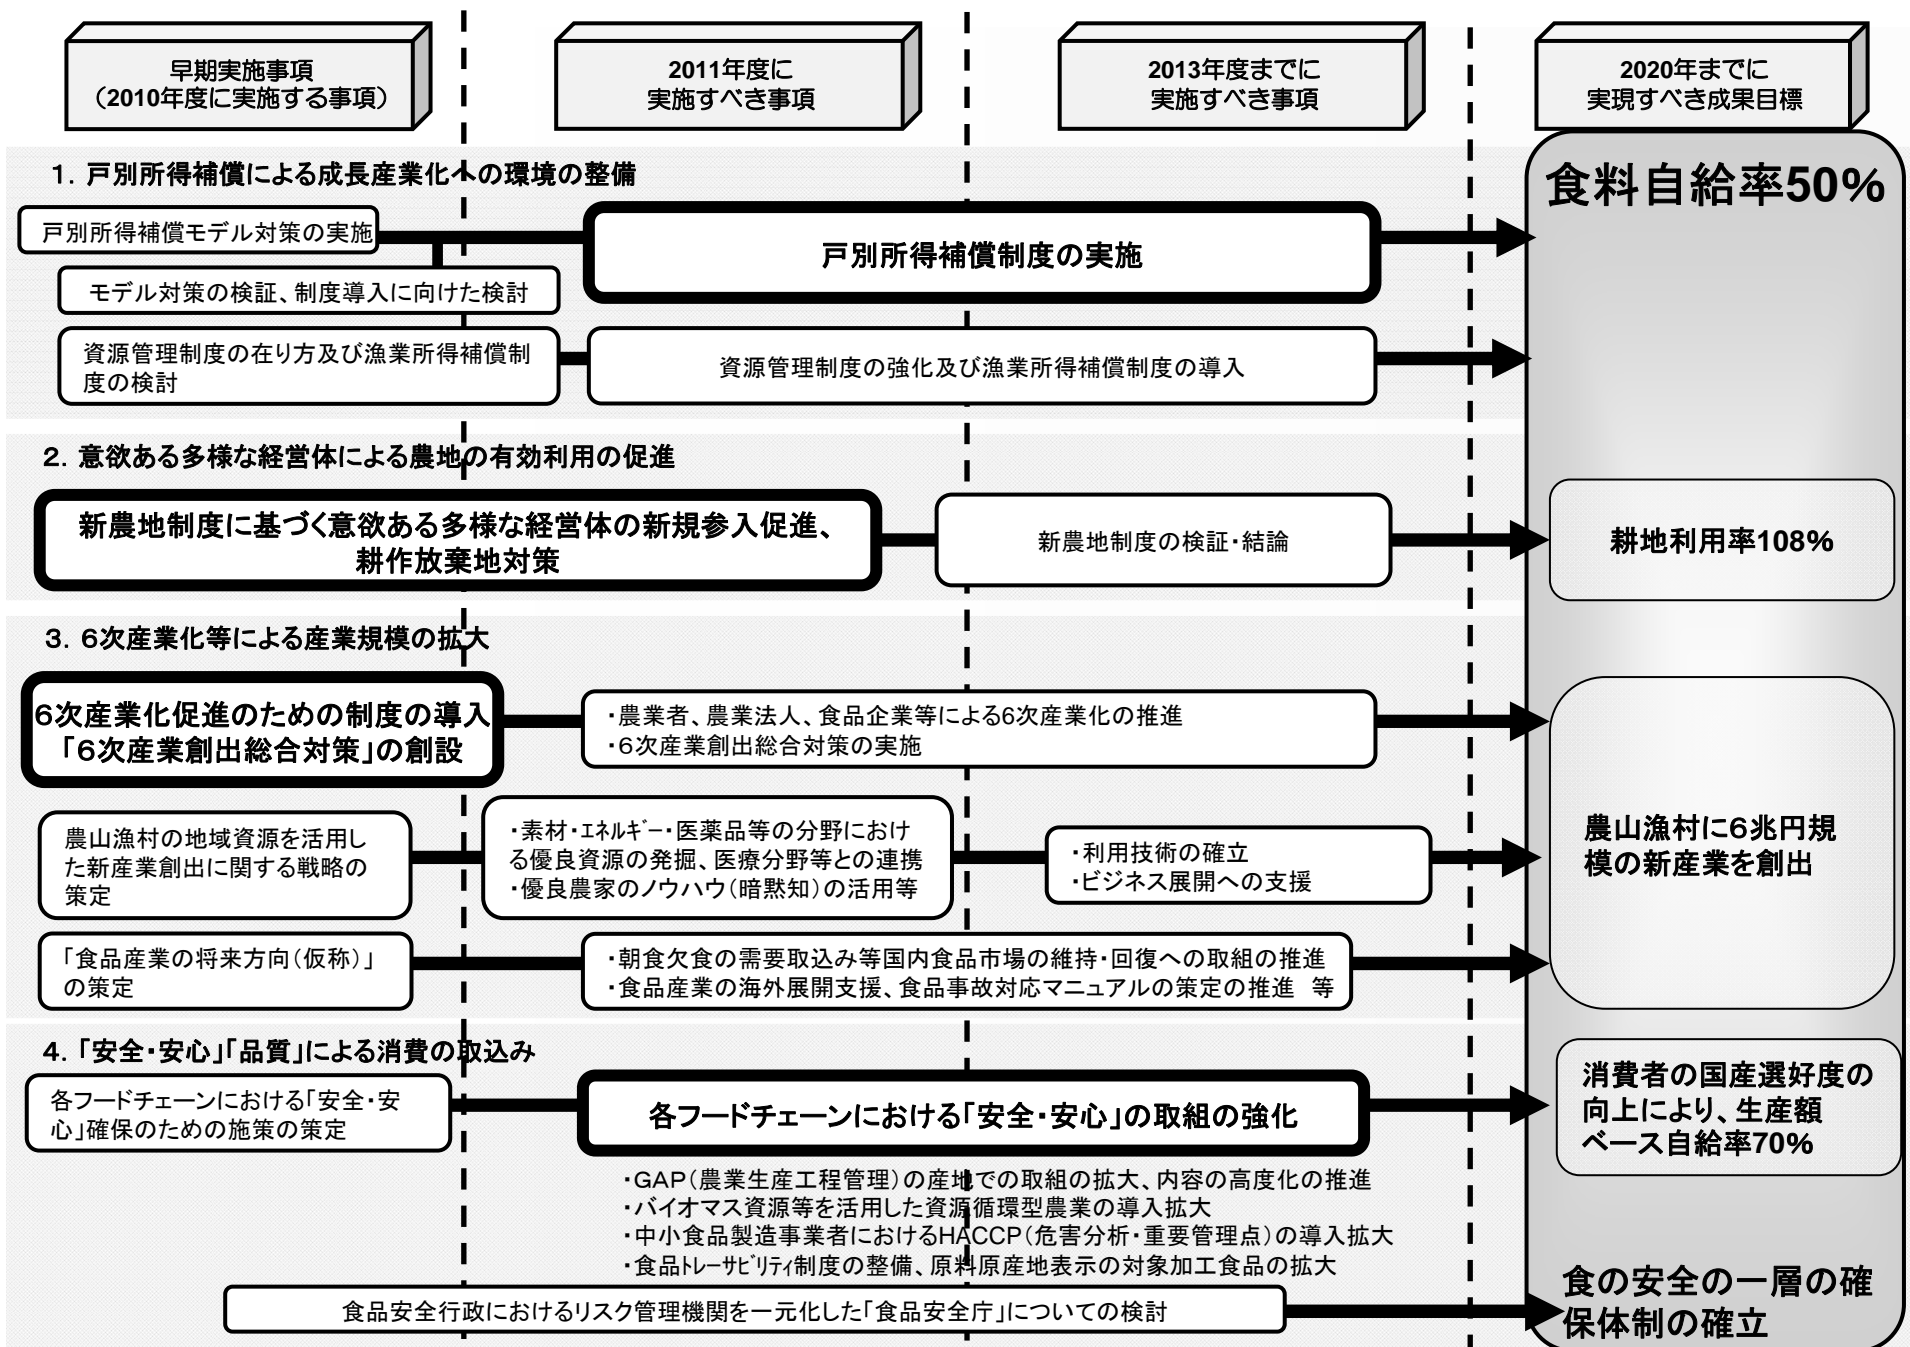 早期実施事項
（2010年度に実施する事項）
2011年度に
実施すべき事項
2013年度までに
実施すべき事項
2020年までに
実現すべき成果目標
食料自給率50%
1．戸別所得補償による成長産業化への環境の整備
戸別所得補償モデル対策の実施
戸別所得補償制度の実施
モデル対策の検証、制度導入に向けた検討
資源管理制度の在り方及び漁業所得補償制
度の検討
資源管理制度の強化及び漁業所得補償制度の導入
2．意欲ある多様な経営体による農地の有効利用の促進
新農地制度に基づく意欲ある多様な経営体の新規参入促進、
耕作放棄地対策
新農地制度の検証・結論
耕地利用率108%
3．6次産業化等による産業規模の拡大
6次産業化促進のための制度の導入
「6次産業創出総合対策」の創設
・農業者、農業法人、食品企業等による6次産業化の推進
・6次産業創出総合対策の実施
農山漁村の地域資源を活用し
た新産業創出に関する戦略の
策定
・素材・エネルギー・医薬品等の分野におけ
る優良資源の発掘、医療分野等との連携
・優良農家のノウハウ（暗黙知）の活用等
・利用技術の確立
・ビジネス展開への支援
農山漁村に6兆円規
模の新産業を創出
「食品産業の将来方向（仮称）」
の策定
・朝食欠食の需要取込み等国内食品市場の維持・回復への取組の推進
・食品産業の海外展開支援、食品事故対応マニュアルの策定の推進　等
4．「安全・安心」「品質」による消費の取込み
各フードチェーンにおける「安全・安
心」確保のための施策の策定
各フードチェーンにおける「安全・安心」の取組の強化
消費者の国産選好度の
向上により、生産額
ベース自給率70%
・GAP（農業生産工程管理）の産地での取組の拡大、内容の高度化の推進
・バイオマス資源等を活用した資源循環型農業の導入拡大
・中小食品製造事業者におけるHACCP（危害分析・重要管理点）の導入拡大
・食品トレーサビリティ制度の整備、原料原産地表示の対象加工食品の拡大
食品安全行政におけるリスク管理機関を一元化した「食品安全庁」についての検討
食の安全の一層の確
保体制の確立